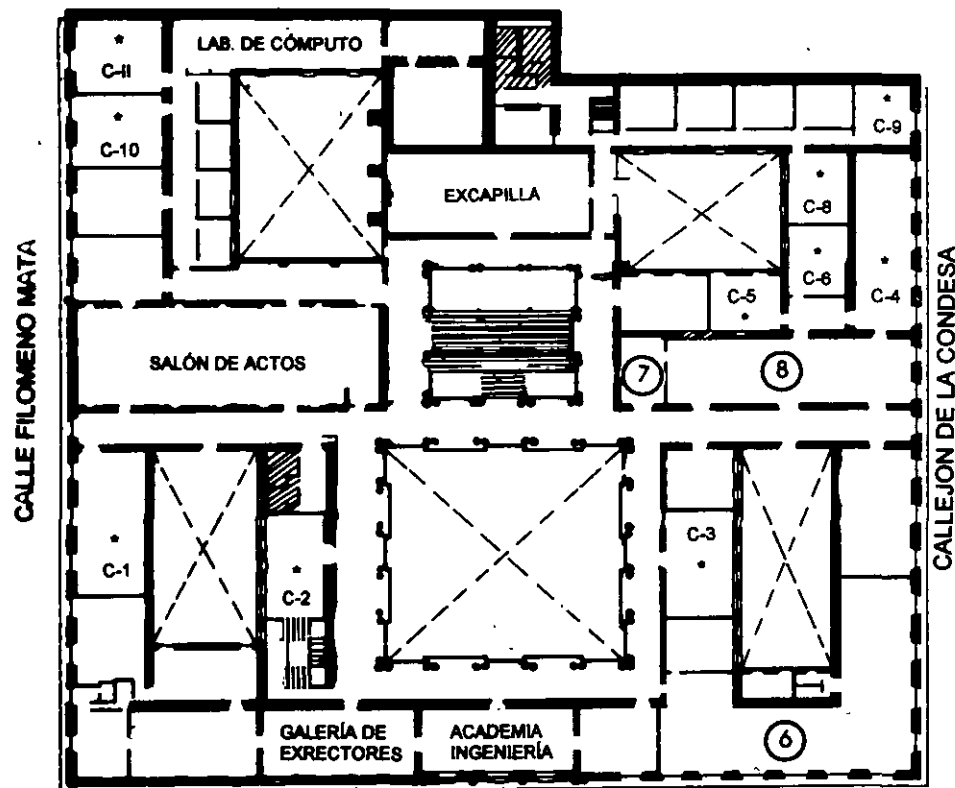 LAB. DE CÓMPUTO
C-11
C-10
C-9
EXCAPILLA
C-8
C-6
C-5
C-4
CALLE FILOMENO MATA
CALLEJON DE LA CONDESA
SALÓN DE ACTOS
7
8
C-1
C-2
C-3
GALERÍA DE
EXRECTORES
ACADEMIA
INGENIERÍA
6